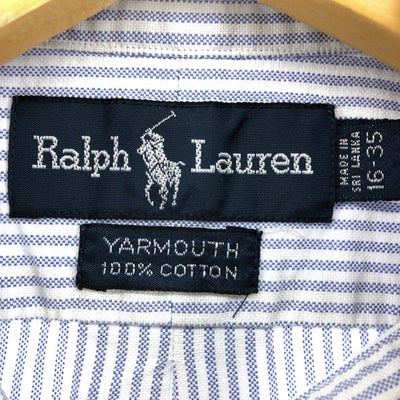 Ralph Lauren
MADE IN
SRI LANKA
16-35
YARMOUTH
100% COTTON